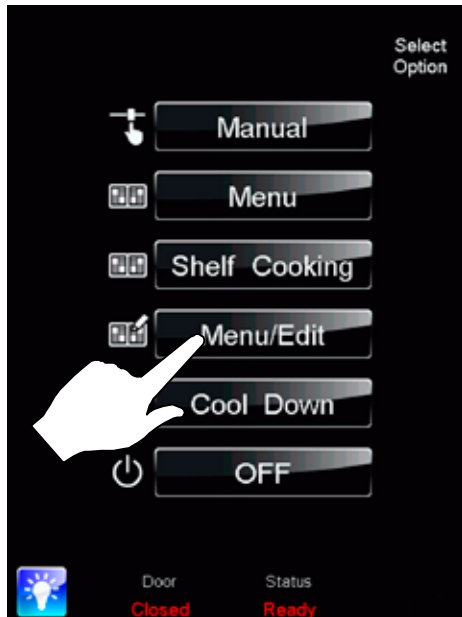 Select
Option
Manual
Menu
Shelf Cooking
Menu/Edit
Cool Down
OFF
Door Status
Closed Ready